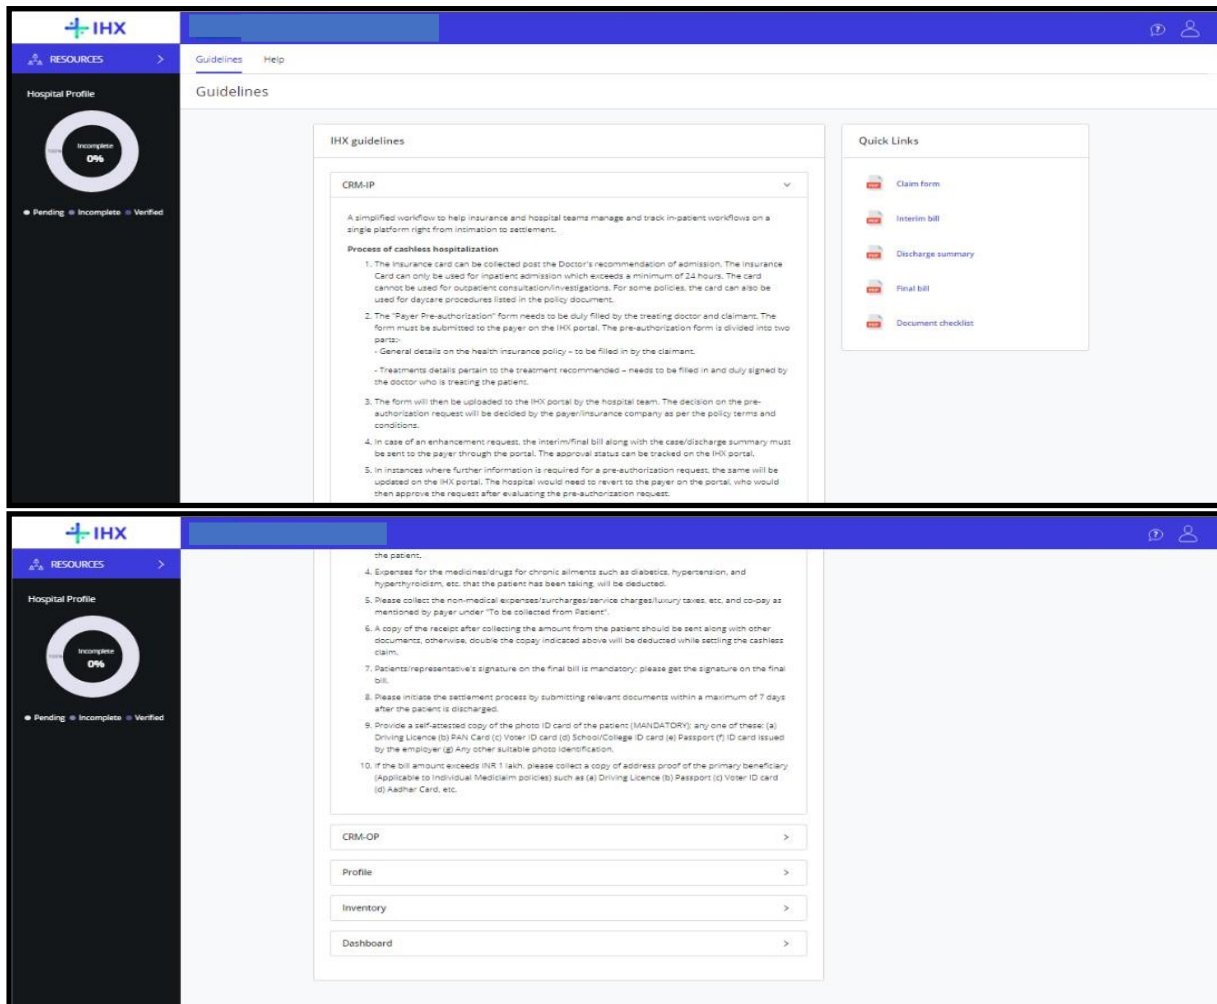 IHX
RESOURCES >
Guidelines Help
Hospital Profile
Guidelines
Incomplete
0%
100%
Pending Incomplete Verified
IHX guidelines
CRM-IP
A simplified workflow to help insurance and hospital teams manage and track in-patient workflows on a
single platform right from intimation to settlement.
Process of cashless hospitalization
1. The Insurance card can be collected post the Doctor's recommendation of admission. The Insurance
Card can only be used for inpatient admission which exceeds a minimum of 24 hours. The card
cannot be used for outpatient consultation/investigations. For some policies, the card can also be
used for daycare procedures listed in the policy document.
2. The "Payer Pre-authorization" form needs to be duly filled by the treating doctor and claimant. The
form must be submitted to the payer on the IHX portal. The pre-authorization form is divided into two
parts:-
- General details on the health insurance policy – to be filled in by the claimant.
- Treatments details pertain to the treatment recommended – needs to be filled in and duly signed by
the doctor who is treating the patient.
3. The form will then be uploaded to the IHX portal by the hospital team. The decision on the pre-
authorization request will be decided by the payer/insurance company as per the policy terms and
conditions.
4. In case of an enhancement request, the interim/final bill along with the case/discharge summary must
be sent to the payer through the portal. The approval status can be tracked on the IHX portal.
5. In instances where further information is required for a pre-authorization request, the same will be
updated on the IHX portal. The hospital would need to revert to the payer on the portal, who would
then approve the request after evaluating the pre-authorization request.
Quick Links
PDF Claim form
PDF Interim bill
PDF Discharge summary
PDF Final bill
PDF Document checklist
IHX
RESOURCES >
Hospital Profile
Incomplete
0%
100%
Pending Incomplete Verified
the patient.
4. Expenses for the medicines/drugs for chronic ailments such as diabetics, hypertension, and
hyperthyroidism, etc. that the patient has been taking, will be deducted.
5. Please collect the non-medical expenses/surcharges/service charges/luxury taxes, etc, and co-pay as
mentioned by payer under "To be collected from Patient".
6. A copy of the receipt after collecting the amount from the patient should be sent along with other
documents, otherwise, double the copay indicated above will be deducted while settling the cashless
claim.
7. Patients/representative's signature on the final bill is mandatory; please get the signature on the final
bill.
8. Please initiate the settlement process by submitting relevant documents within a maximum of 7 days
after the patient is discharged.
9. Provide a self-attested copy of the photo ID card of the patient (MANDATORY); any one of these: (a)
Driving Licence (b) PAN Card (c) Voter ID card (d) School/College ID card (e) Passport (f) ID card issued
by the employer (g) Any other suitable photo identification.
10. If the bill amount exceeds INR 1 lakh, please collect a copy of address proof of the primary beneficiary
(Applicable to Individual Mediclaim policies) such as (a) Driving Licence (b) Passport (c) Voter ID card
(d) Aadhar Card, etc.
CRM-OP >
Profile >
Inventory >
Dashboard >